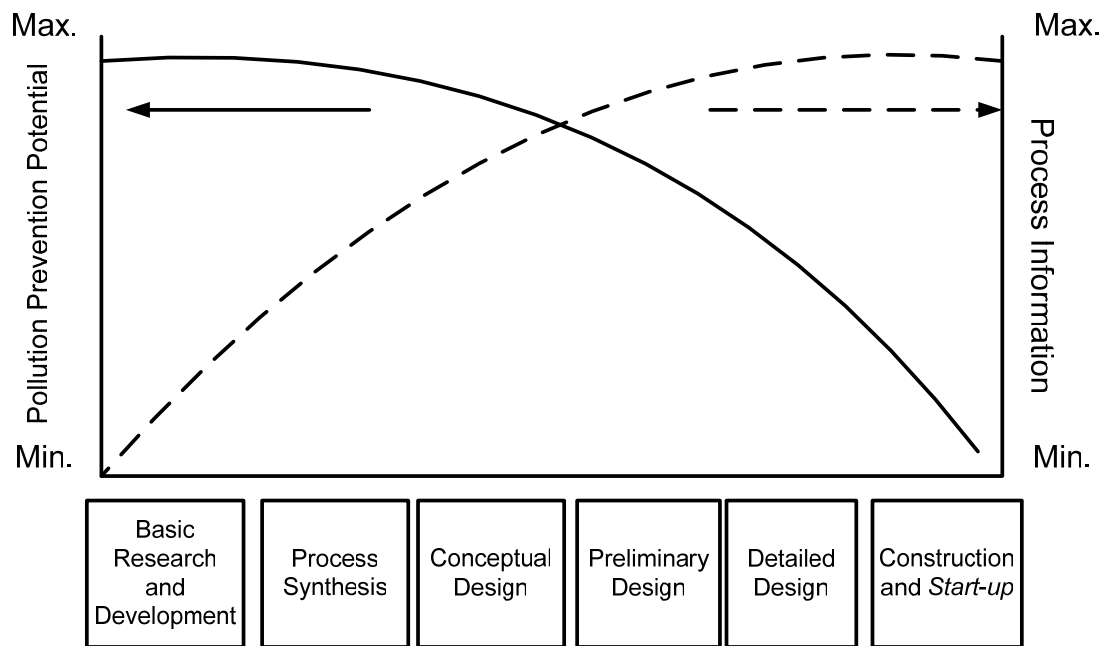 Max.
Max.
Pollution Prevention Potential
Process Information
Min.
Min.
Basic
Research
and
Development
Process
Synthesis
Conceptual
Design
Preliminary
Design
Detailed
Design
Construction
and Start-up